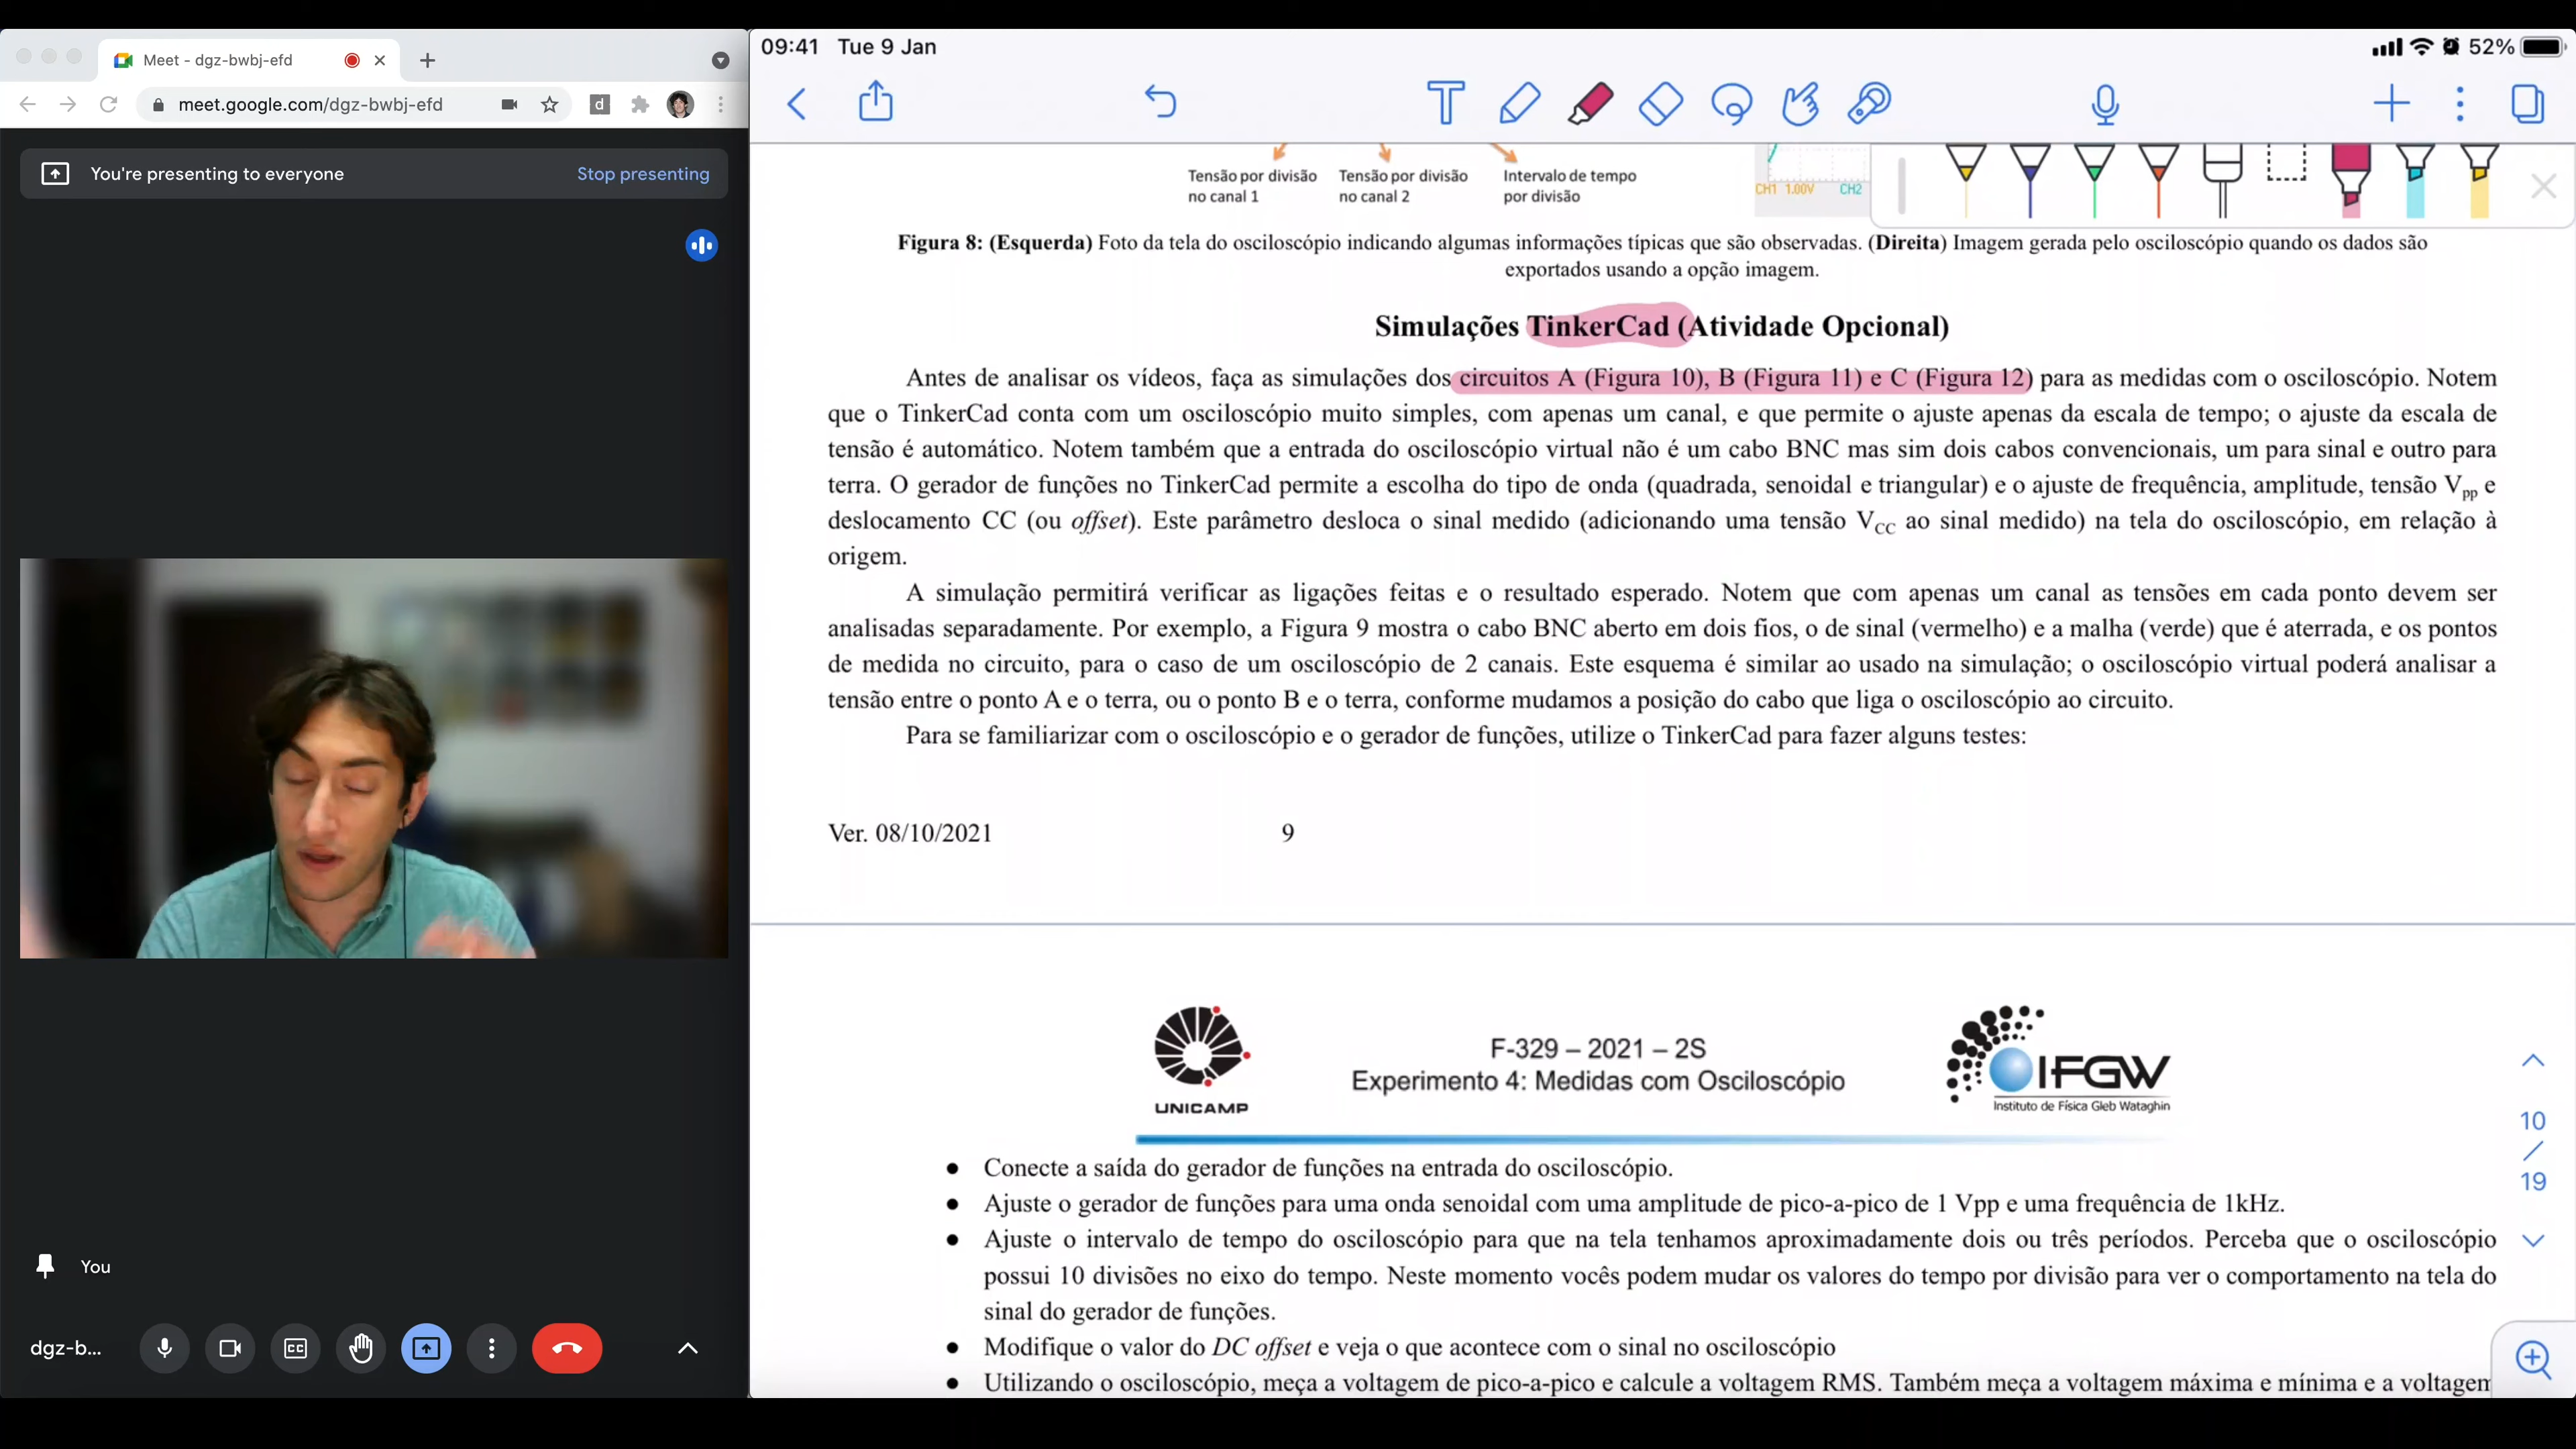 Meet - dgz-bwbj-efd
meet.google.com/dgz-bwbj-efd
d
You're presenting to everyone
Stop presenting
You
dgz-b...
CC
09:41 Tue 9 Jan
52%
T
Tensão por divisão
no canal 1
Tensão por divisão
no canal 2
Intervalo de tempo
por divisão
CH1 1.00V CH2
Figura 8: (Esquerda) Foto da tela do osciloscópio indicando algumas informações típicas que são observadas. (Direita) Imagem gerada pelo osciloscópio quando os dados são
exportados usando a opção imagem.
Simulações TinkerCad (Atividade Opcional)
Antes de analisar os vídeos, faça as simulações dos circuitos A (Figura 10), B (Figura 11) e C (Figura 12) para as medidas com o osciloscópio. Notem
que o TinkerCad conta com um osciloscópio muito simples, com apenas um canal, e que permite o ajuste apenas da escala de tempo; o ajuste da escala de
tensão é automático. Notem também que a entrada do osciloscópio virtual não é um cabo BNC mas sim dois cabos convencionais, um para sinal e outro para
terra. O gerador de funções no TinkerCad permite a escolha do tipo de onda (quadrada, senoidal e triangular) e o ajuste de frequência, amplitude, tensão Vpp e
deslocamento CC (ou offset). Este parâmetro desloca o sinal medido (adicionando uma tensão VCC ao sinal medido) na tela do osciloscópio, em relação à
origem.
A simulação permitirá verificar as ligações feitas e o resultado esperado. Notem que com apenas um canal as tensões em cada ponto devem ser
analisadas separadamente. Por exemplo, a Figura 9 mostra o cabo BNC aberto em dois fios, o de sinal (vermelho) e a malha (verde) que é aterrada, e os pontos
de medida no circuito, para o caso de um osciloscópio de 2 canais. Este esquema é similar ao usado na simulação; o osciloscópio virtual poderá analisar a
tensão entre o ponto A e o terra, ou o ponto B e o terra, conforme mudamos a posição do cabo que liga o osciloscópio ao circuito.
Para se familiarizar com o osciloscópio e o gerador de funções, utilize o TinkerCad para fazer alguns testes:
Ver. 08/10/2021 9
UNICAMP
F-329 – 2021 – 2S
Experimento 4: Medidas com Osciloscópio
IFGW
Instituto de Física Gleb Wataghin
10
/
19
● Conecte a saída do gerador de funções na entrada do osciloscópio.
● Ajuste o gerador de funções para uma onda senoidal com uma amplitude de pico-a-pico de 1 Vpp e uma frequência de 1kHz.
● Ajuste o intervalo de tempo do osciloscópio para que na tela tenhamos aproximadamente dois ou três períodos. Perceba que o osciloscópio
possui 10 divisões no eixo do tempo. Neste momento vocês podem mudar os valores do tempo por divisão para ver o comportamento na tela do
sinal do gerador de funções.
● Modifique o valor do DC offset e veja o que acontece com o sinal no osciloscópio
● Utilizando o osciloscópio, meça a voltagem de pico-a-pico e calcule a voltagem RMS. Também meça a voltagem máxima e mínima e a voltagem